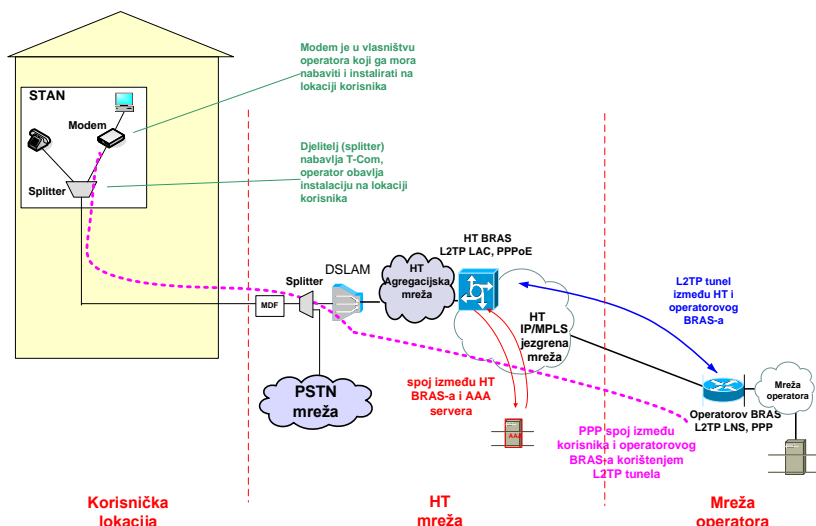 Modem je u vlasništvu
operatora koji ga mora
nabaviti i instalirati na
lokaciji korisnika
STAN
Modem
Djelitelj (splitter)
nabavlja T-Com,
operator obavlja
instalaciju na lokaciji
korisnika
Splitter
HT BRAS
L2TP LAC, PPPoE
Splitter
DSLAM
HT
Agregacijska
mreža
MDF
L2TP tunel
između HT i
operatorovog
BRAS-a
HT
IP/MPLS
jezgrena
mreža
PSTN
mreža
spoj između HT
BRAS-a i AAA
servera
AAA
Mreža
operatora
Operatorov BRAS
L2TP LNS, PPP
PPP spoj između
korisnika i operatorovog
BRAS-a korištenjem
L2TP tunela
Korisnička
lokacija
HT
mreža
Mreža
operatora